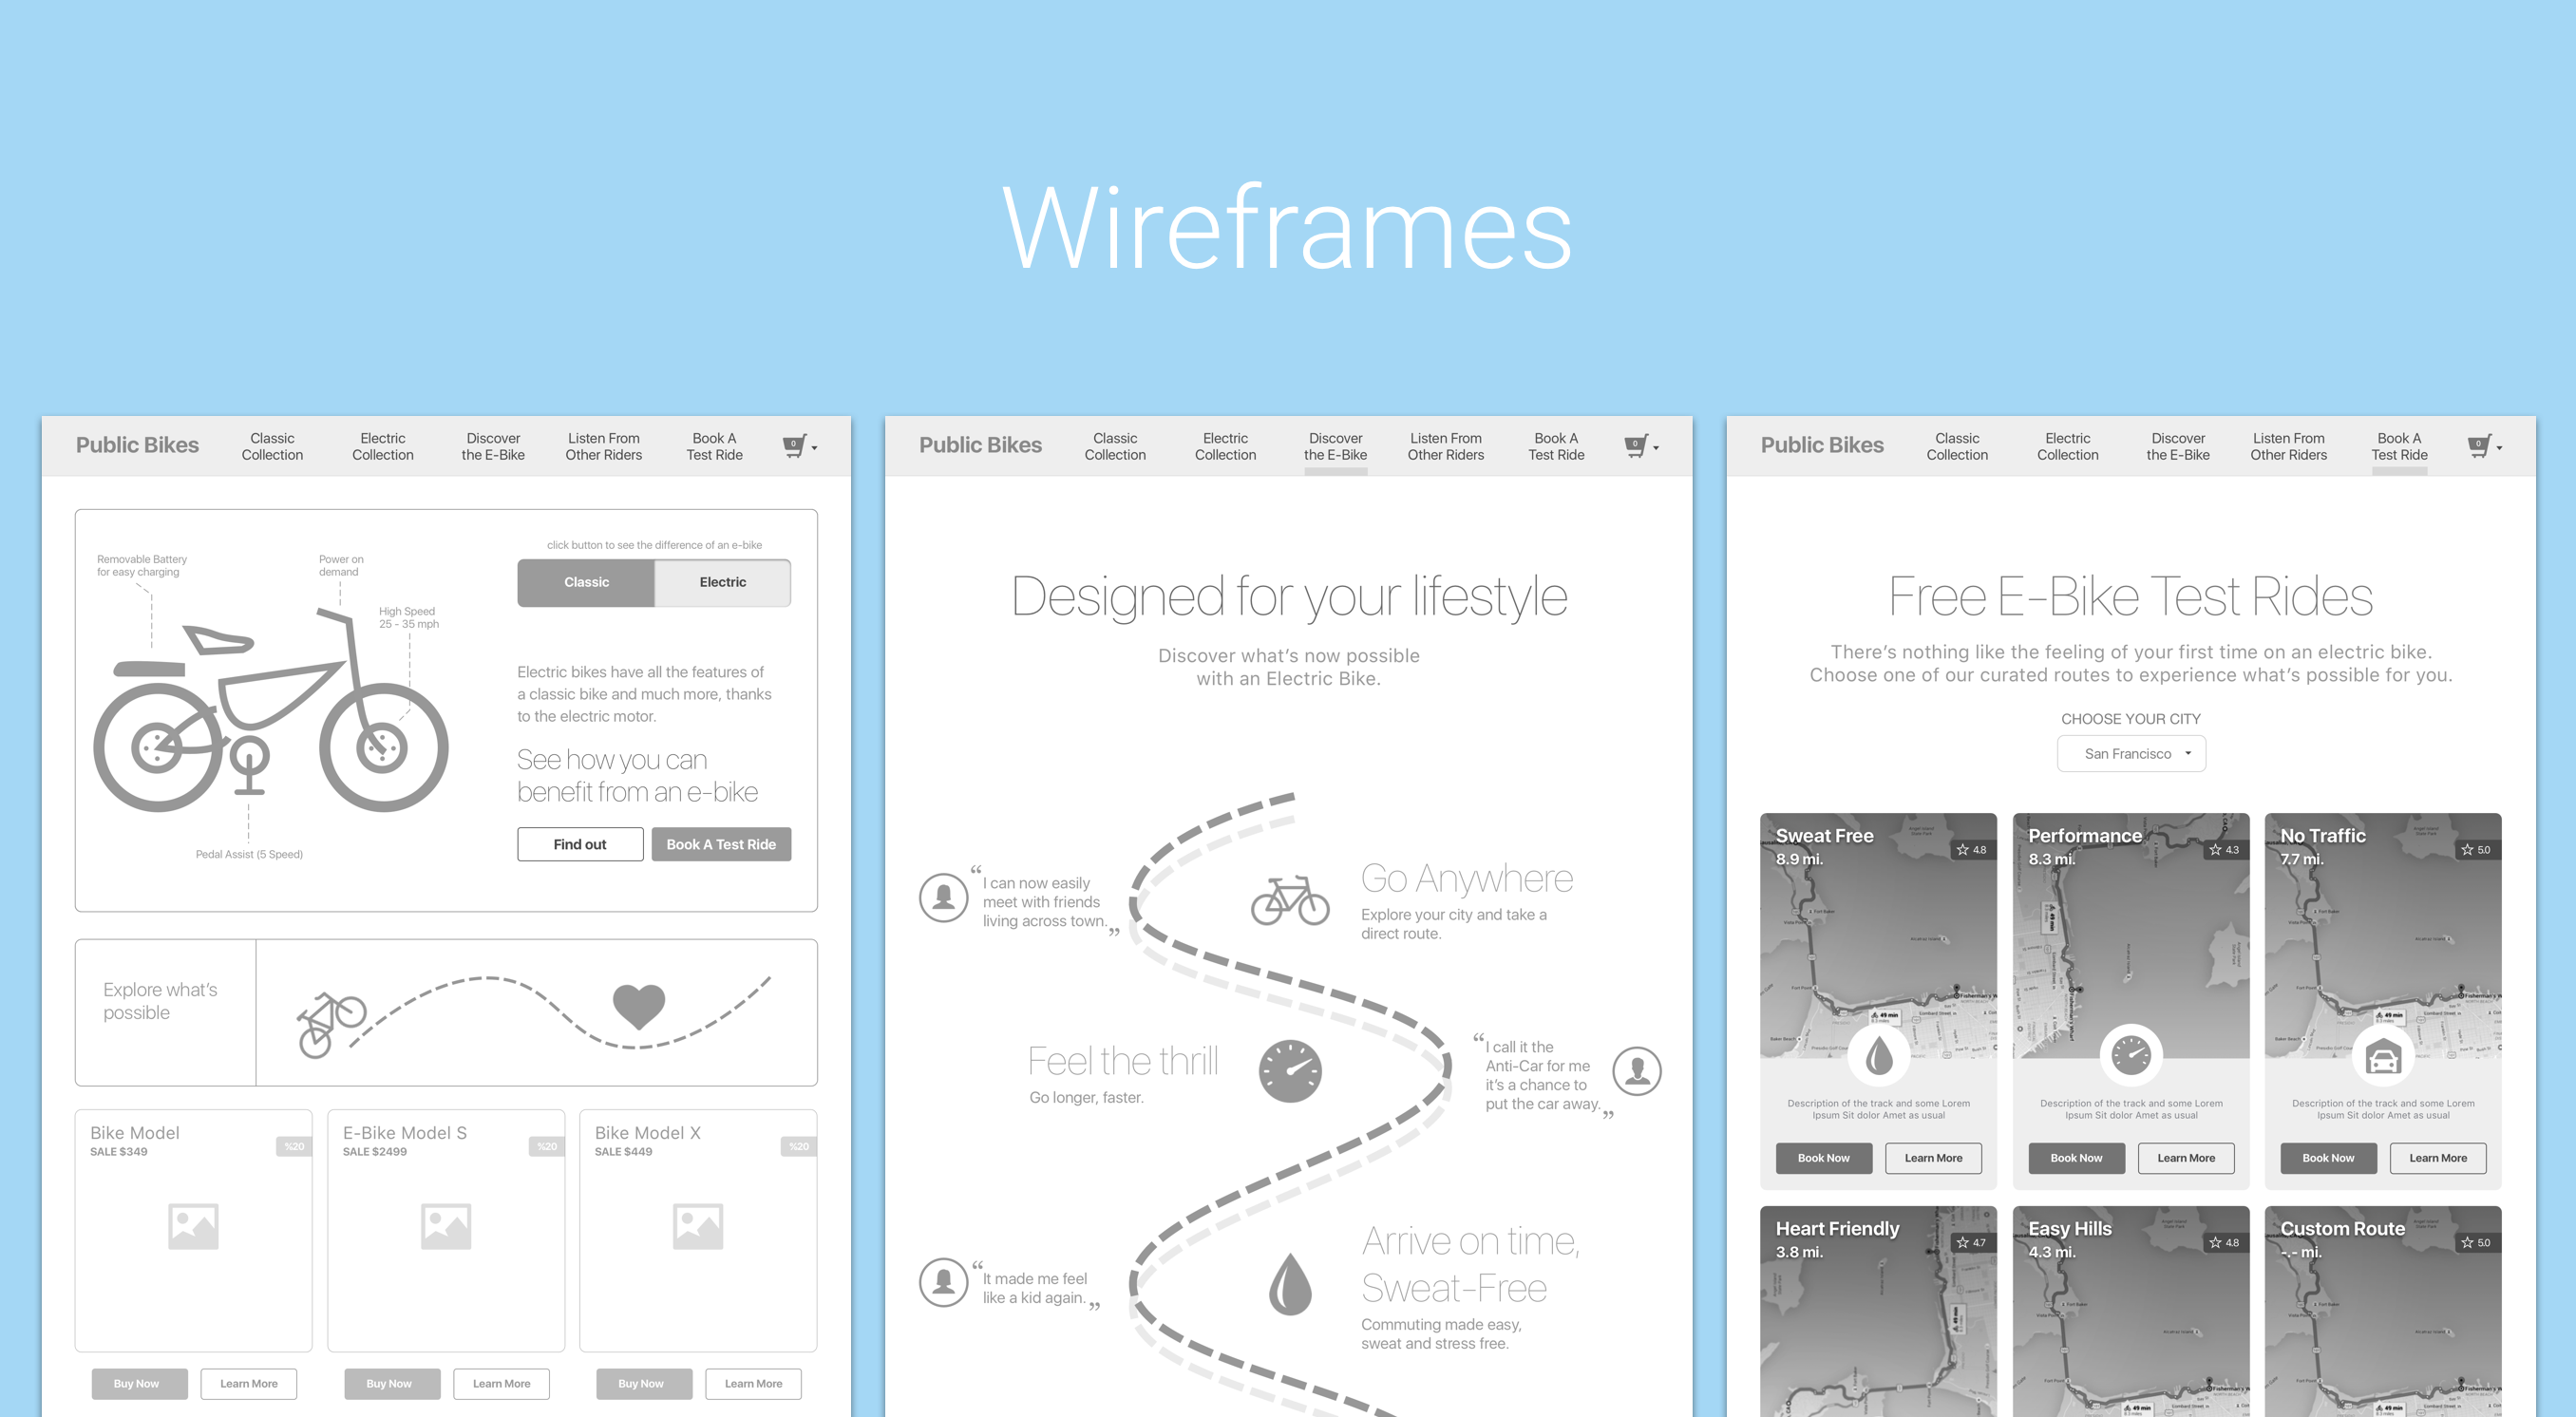 Wireframes
Public Bikes
Classic
Collection
Electric
Collection
Discover
the E-Bike
Listen From
Other Riders
Book A
Test Ride
0
Removable Battery
for easy charging
Power on
demand
High Speed
25 - 35 mph
Pedal Assist (5 Speed)
click button to see the difference of an e-bike
Classic
Electric
Electric bikes have all the features of
a classic bike and much more, thanks
to the electric motor.
See how you can
benefit from an e-bike
Find out
Book A Test Ride
Explore what's
possible
Bike Model
SALE $349
%20
E-Bike Model S
SALE $2499
%20
Bike Model X
SALE $449
%20
Buy Now
Learn More
Buy Now
Learn More
Buy Now
Learn More
Public Bikes
Classic
Collection
Electric
Collection
Discover
the E-Bike
Listen From
Other Riders
Book A
Test Ride
0
Designed for your lifestyle
Discover what's now possible
with an Electric Bike.
“I can now easily
meet with friends
living across town.”
Go Anywhere
Explore your city and take a
direct route.
Feel the thrill
Go longer, faster.
“I call it the
Anti-Car for me
it's a chance to
put the car away.”
“It made me feel
like a kid again.”
Arrive on time,
Sweat-Free
Commuting made easy,
sweat and stress free.
Public Bikes
Classic
Collection
Electric
Collection
Discover
the E-Bike
Listen From
Other Riders
Book A
Test Ride
0
Free E-Bike Test Rides
There's nothing like the feeling of your first time on an electric bike.
Choose one of our curated routes to experience what's possible for you.
CHOOSE YOUR CITY
San Francisco
Sweat Free
8.9 mi.
4.8
49 min
Description of the track and some Lorem
Ipsum Sit dolor Amet as usual
Book Now
Learn More
Performance
8.3 mi.
4.3
49 min
Description of the track and some Lorem
Ipsum Sit dolor Amet as usual
Book Now
Learn More
No Traffic
7.7 mi.
5.0
49 min
Description of the track and some Lorem
Ipsum Sit dolor Amet as usual
Book Now
Learn More
Heart Friendly
3.8 mi.
4.7
49 min
Easy Hills
4.3 mi.
4.8
49 min
Custom Route
-.- mi.
5.0
49 min